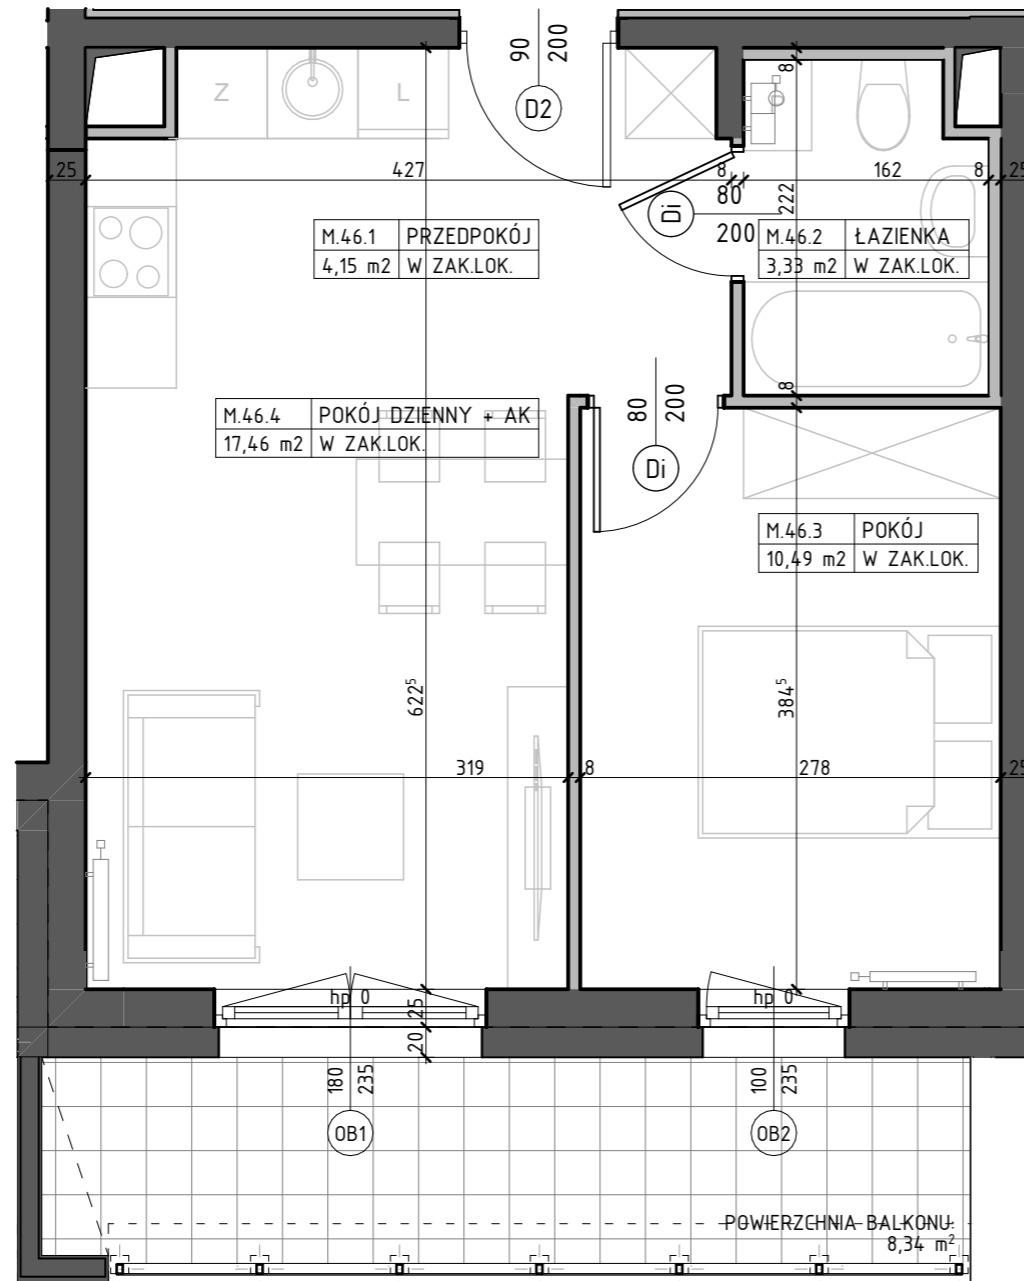 90
200
D2
Z
L
8
25
427
8
162
8
25
Di
80
200
222
M.46.1 PRZEDPOKÓJ
4,15 m2 W ZAK.LOK.
M.46.2 ŁAZIENKA
3,33 m2 W ZAK.LOK.
8
80
200
Di
M.46.4 POKÓJ DZIENNY + AK
17,46 m2 W ZAK.LOK.
M.46.3 POKÓJ
10,49 m2 W ZAK.LOK.
622⁵
384⁵
319
8
278
25
hp 0
25
20
hp 0
180
235
OB1
100
235
OB2
POWIERZCHNIA BALKONU:
8,34 m²